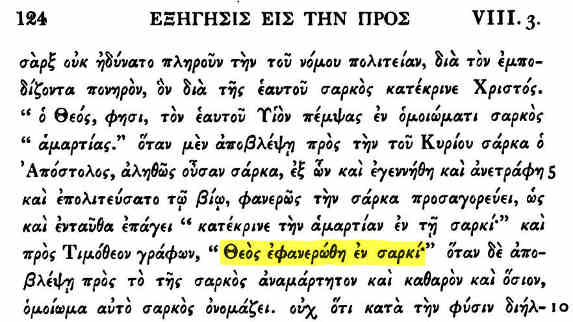 124 ΕΞΗΓΗΣΙΣ ΕΙΣ ΤΗΝ ΠΡΟΣ VIII. 3.
σὰρξ οὐκ ἠδύνατο πληροῦν τὴν τοῦ νόμου πολιτείαν, διὰ τὸν ἐμπο-
δίζοντα πονηρὸν, ὃν διὰ τῆς ἑαυτοῦ σαρκὸς κατέκρινε Χριστός.
“ ὁ Θεός, φησι, τὸν ἑαυτοῦ Υἱὸν πέμψας ἐν ὁμοιώματι σαρκὸς
“ ἁμαρτίας.” ὅταν μὲν ἀποβλέψῃ πρὸς τὴν τοῦ Κυρίου σάρκα ὁ
Ἀπόστολος, ἀληθῶς οὖσαν σάρκα, ἐξ ὧν καὶ ἐγεννήθη καὶ ἀνετράφη 5
καὶ ἐπολιτεύσατο τῷ βίῳ, φανερῶς τὴν σάρκα προσαγορεύει, ὡς
καὶ ἐνταῦθα ἐπάγει “ κατέκρινε τὴν ἁμαρτίαν ἐν τῇ σαρκί·” καὶ
πρὸς Τιμόθεον γράφων, “ Θεὸς ἐφανερώθη ἐν σαρκί·” ὅταν δὲ ἀπο-
βλέψῃ πρὸς τὸ τῆς σαρκὸς ἀναμάρτητον καὶ καθαρὸν καὶ ὅσιον,
ὁμοίωμα αὐτὸ σαρκὸς ὀνομάζει. οὐχ ὅτι κατὰ τὴν φύσιν διήλ- 10